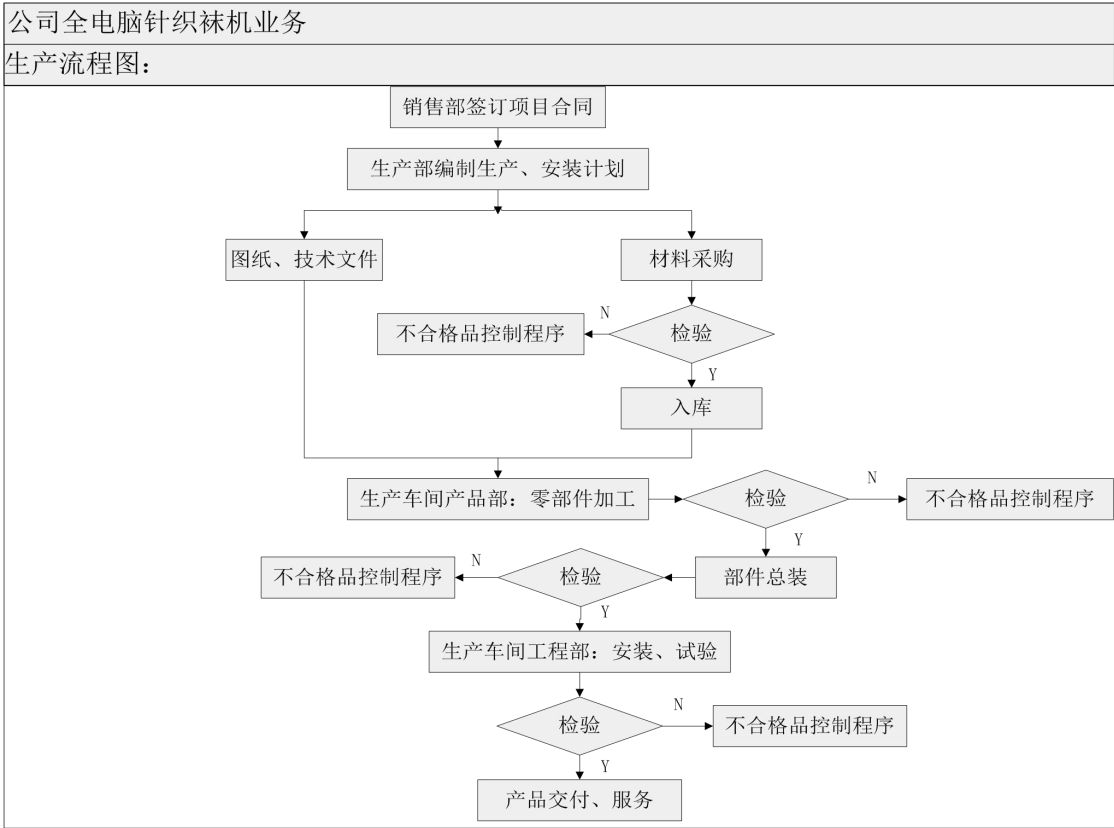 公司全电脑针织袜机业务
生产流程图：
销售部签订项目合同
生产部编制生产、安装计划
图纸、技术文件
材料采购
N
不合格品控制程序
检验
Y
入库
生产车间产品部：零部件加工
检验
N
不合格品控制程序
Y
不合格品控制程序
N
检验
部件总装
Y
生产车间工程部：安装、试验
检验
N
不合格品控制程序
Y
产品交付、服务